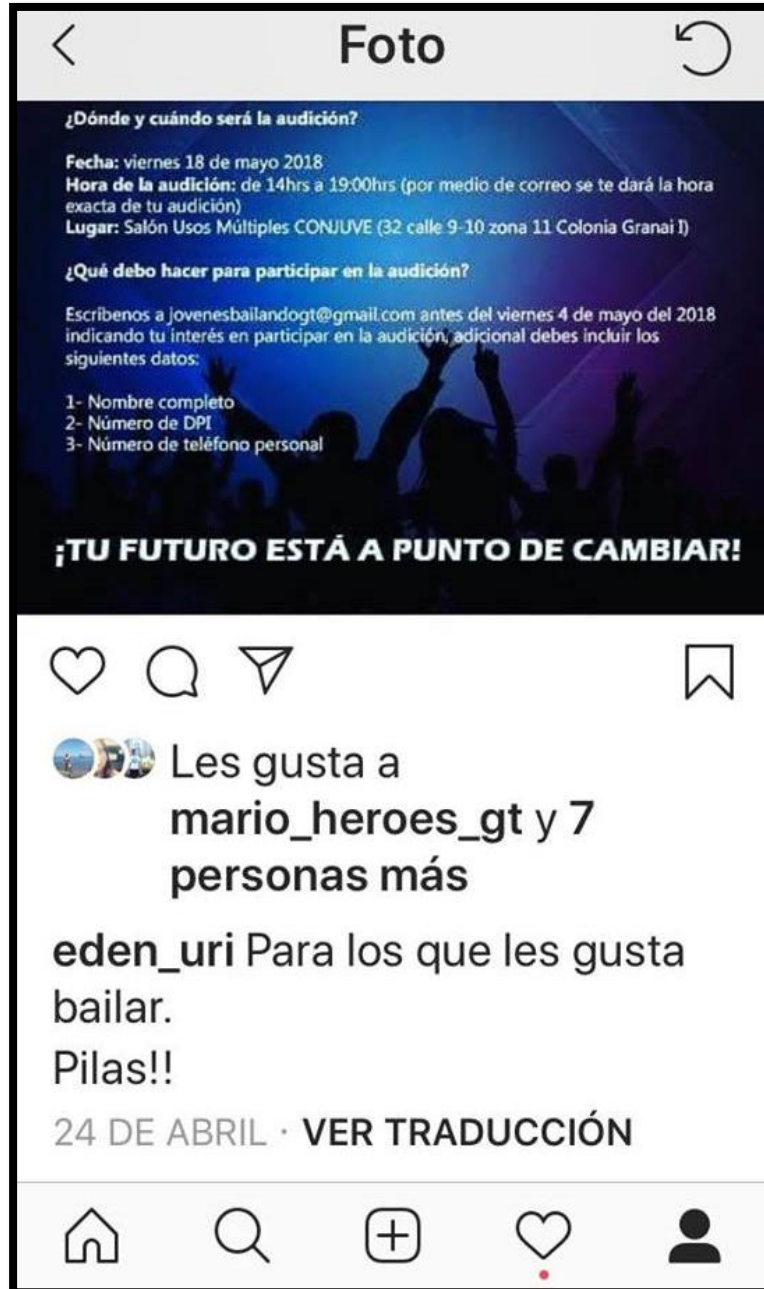 Foto
¿Dónde y cuándo será la audición?
Fecha: viernes 18 de mayo 2018
Hora de la audición: de 14hrs a 19:00hrs (por medio de correo se te dará la hora
exacta de tu audición)
Lugar: Salón Usos Múltiples CONJUVE (32 calle 9-10 zona 11 Colonia Granai I)
¿Qué debo hacer para participar en la audición?
Escribenos a jovenesbailandogt@gmail.com antes del viernes 4 de mayo del 2018
indicando tu interés en participar en la audición, adicional debes incluir los
siguientes datos:
1- Nombre completo
2- Número de DPI
3- Número de teléfono personal
¡TU FUTURO ESTÁ A PUNTO DE CAMBIAR!
Les gusta a
mario_heroes_gt y 7
personas más
eden_uri Para los que les gusta
bailar.
Pilas!!
24 DE ABRIL · VER TRADUCCIÓN